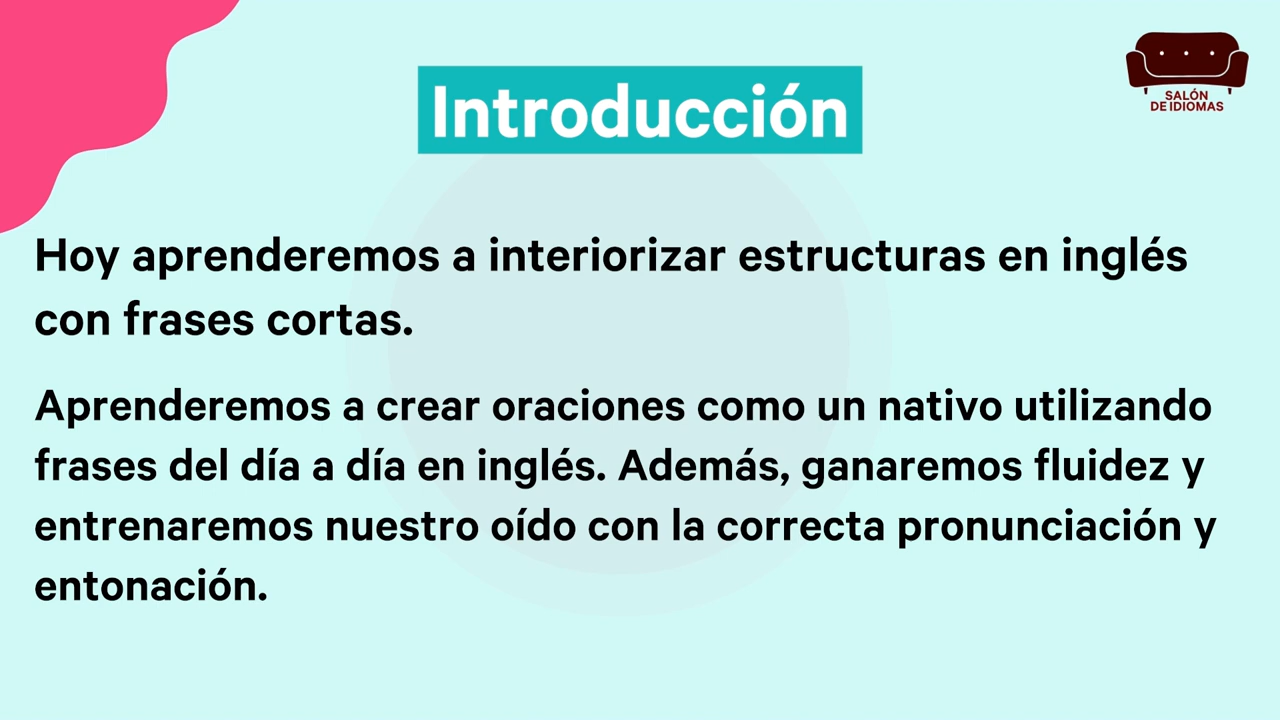 Introducción
SALÓN
DE IDIOMAS
Hoy aprenderemos a interiorizar estructuras en inglés
con frases cortas.
Aprenderemos a crear oraciones como un nativo utilizando
frases del día a día en inglés. Además, ganaremos fluidez y
entrenaremos nuestro oído con la correcta pronunciación y
entonación.